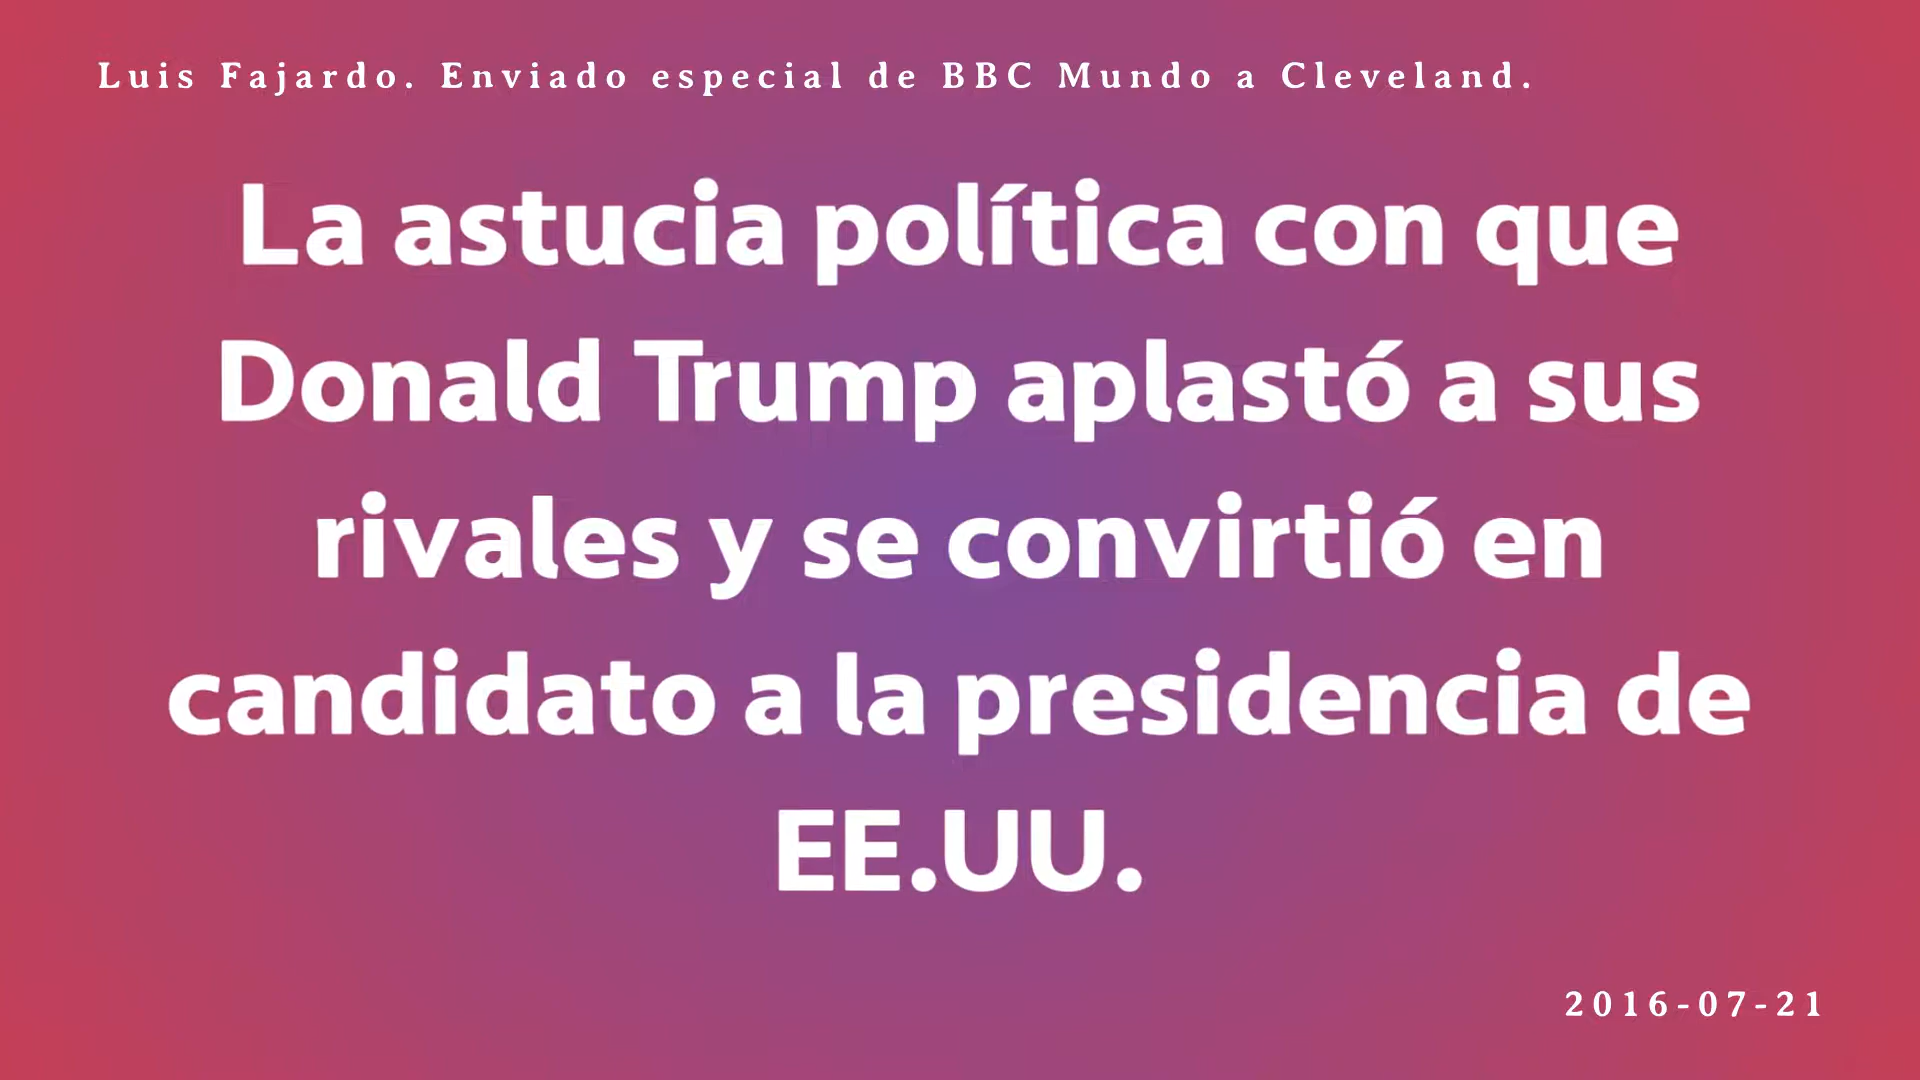 Luis Fajardo. Enviado especial de BBC Mundo a Cleveland.
La astucia política con que
Donald Trump aplastó a sus
rivales y se convirtió en
candidato a la presidencia de
EE.UU.
2016-07-21